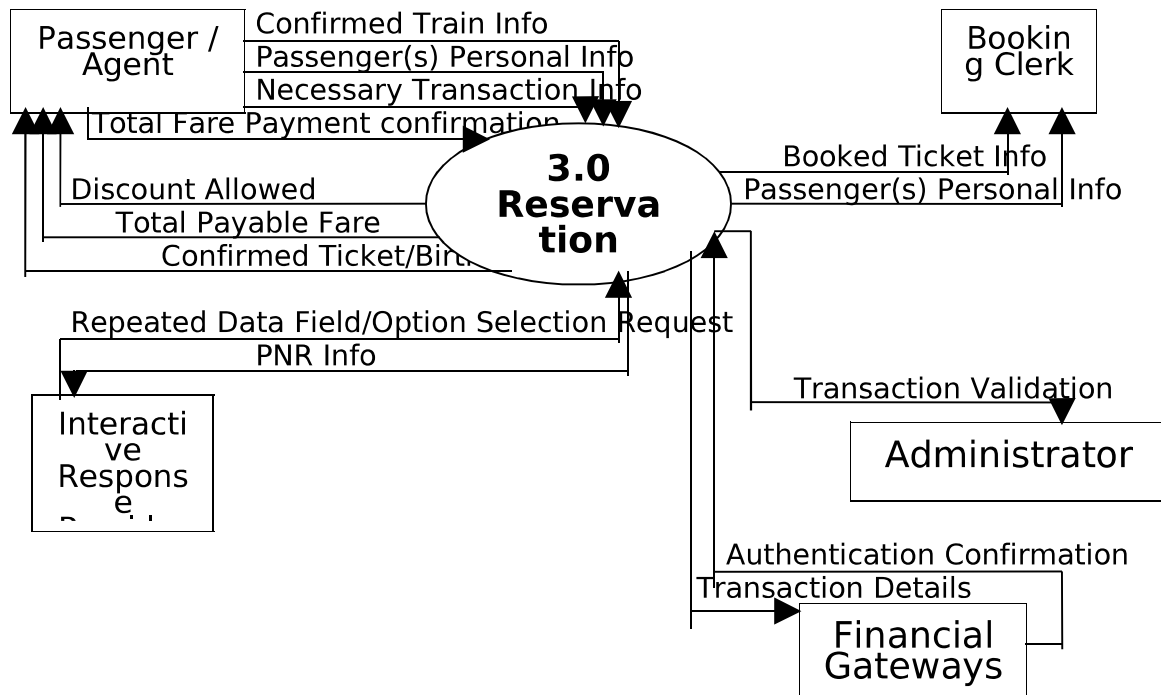 Passenger /
Agent
Confirmed Train Info
Passenger(s) Personal Info
Necessary Transaction Info
Total Fare Payment confirmation
Bookin
g Clerk
3.0
Reserva
tion
Booked Ticket Info
Passenger(s) Personal Info
Discount Allowed
Total Payable Fare
Confirmed
Repeated Data Field/Option Selection Request
PNR Info
Interacti
ve
Respons
e
Transaction Validation
Administrator
Authentication Confirmation
Transaction Details
Financial
Gateways